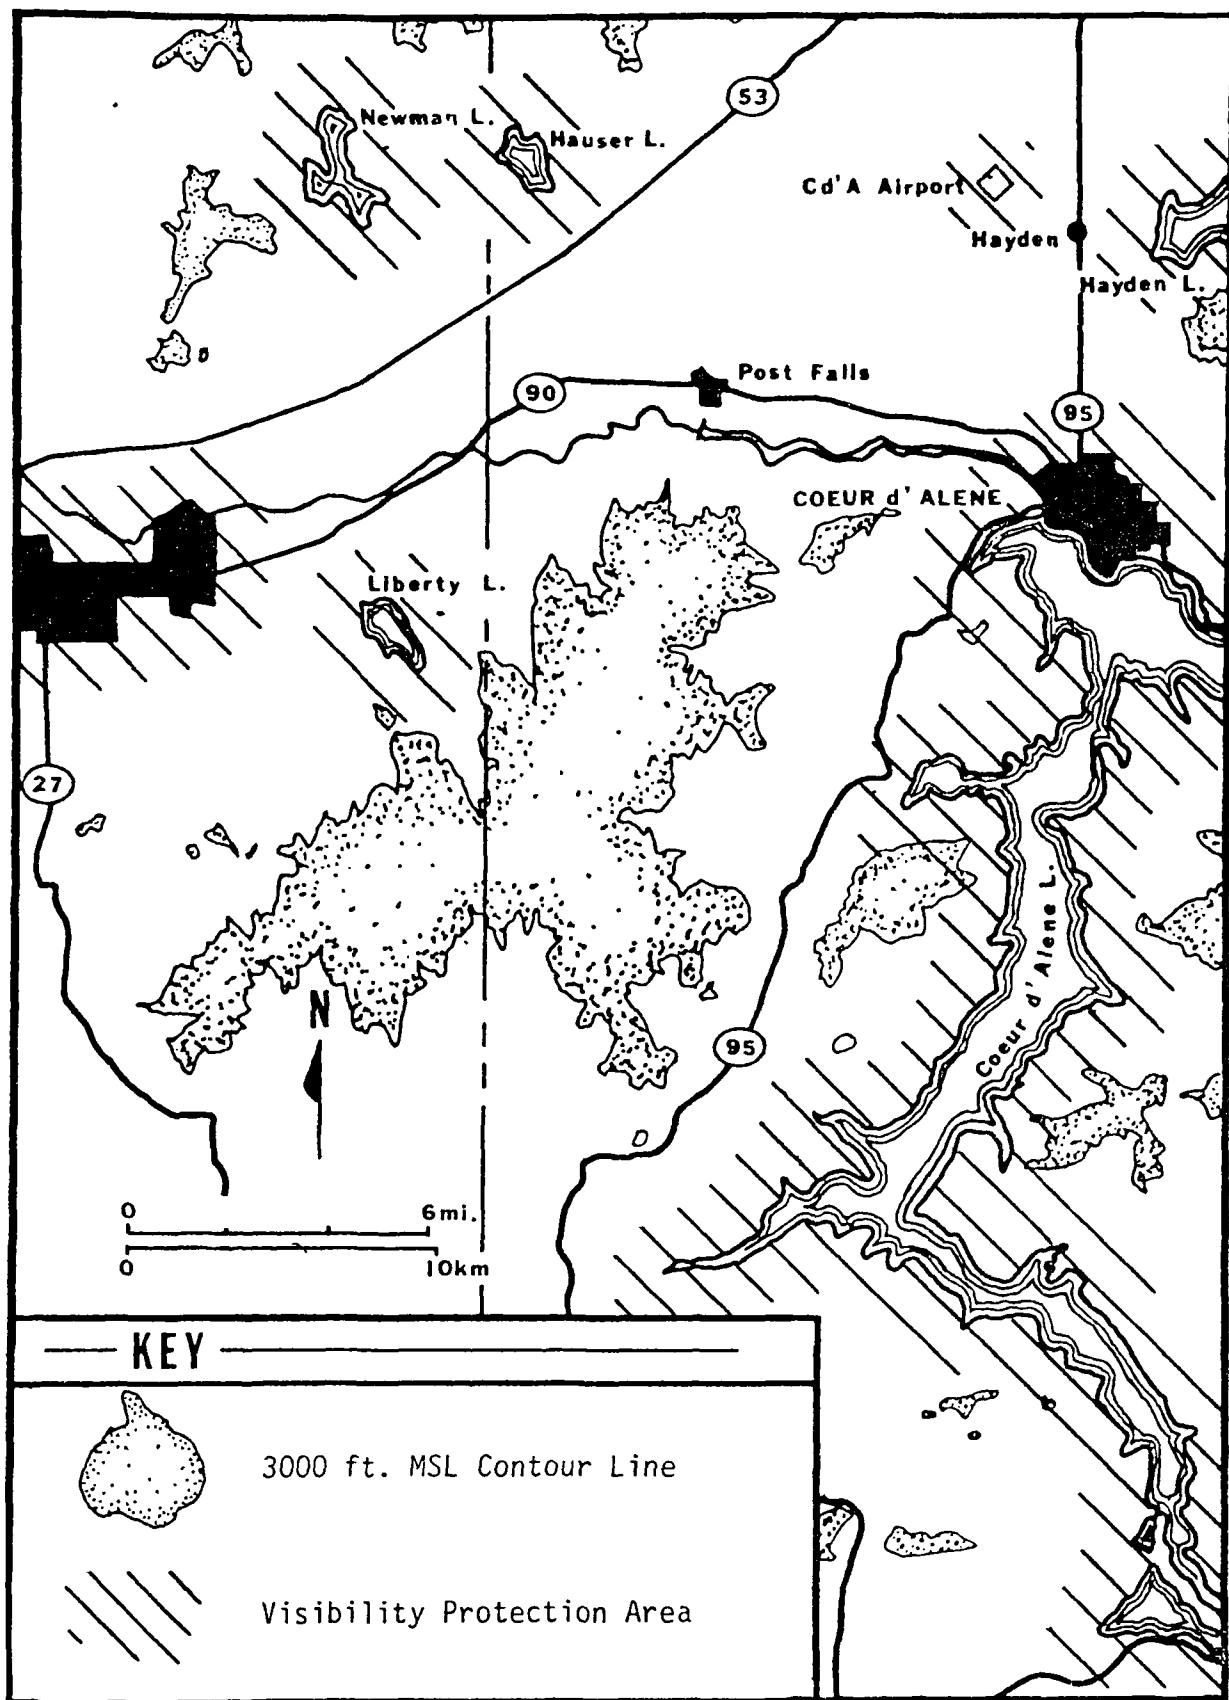 53
Newman L.
Hauser L.
Cd'A Airport
Hayden
Hayden L.
Post Falls
90
95
COEUR d' ALENE
Liberty L.
27
Coeur d' Alene L.
N
95
0 6mi.
0 10km
KEY
3000 ft. MSL Contour Line
Visibility Protection Area